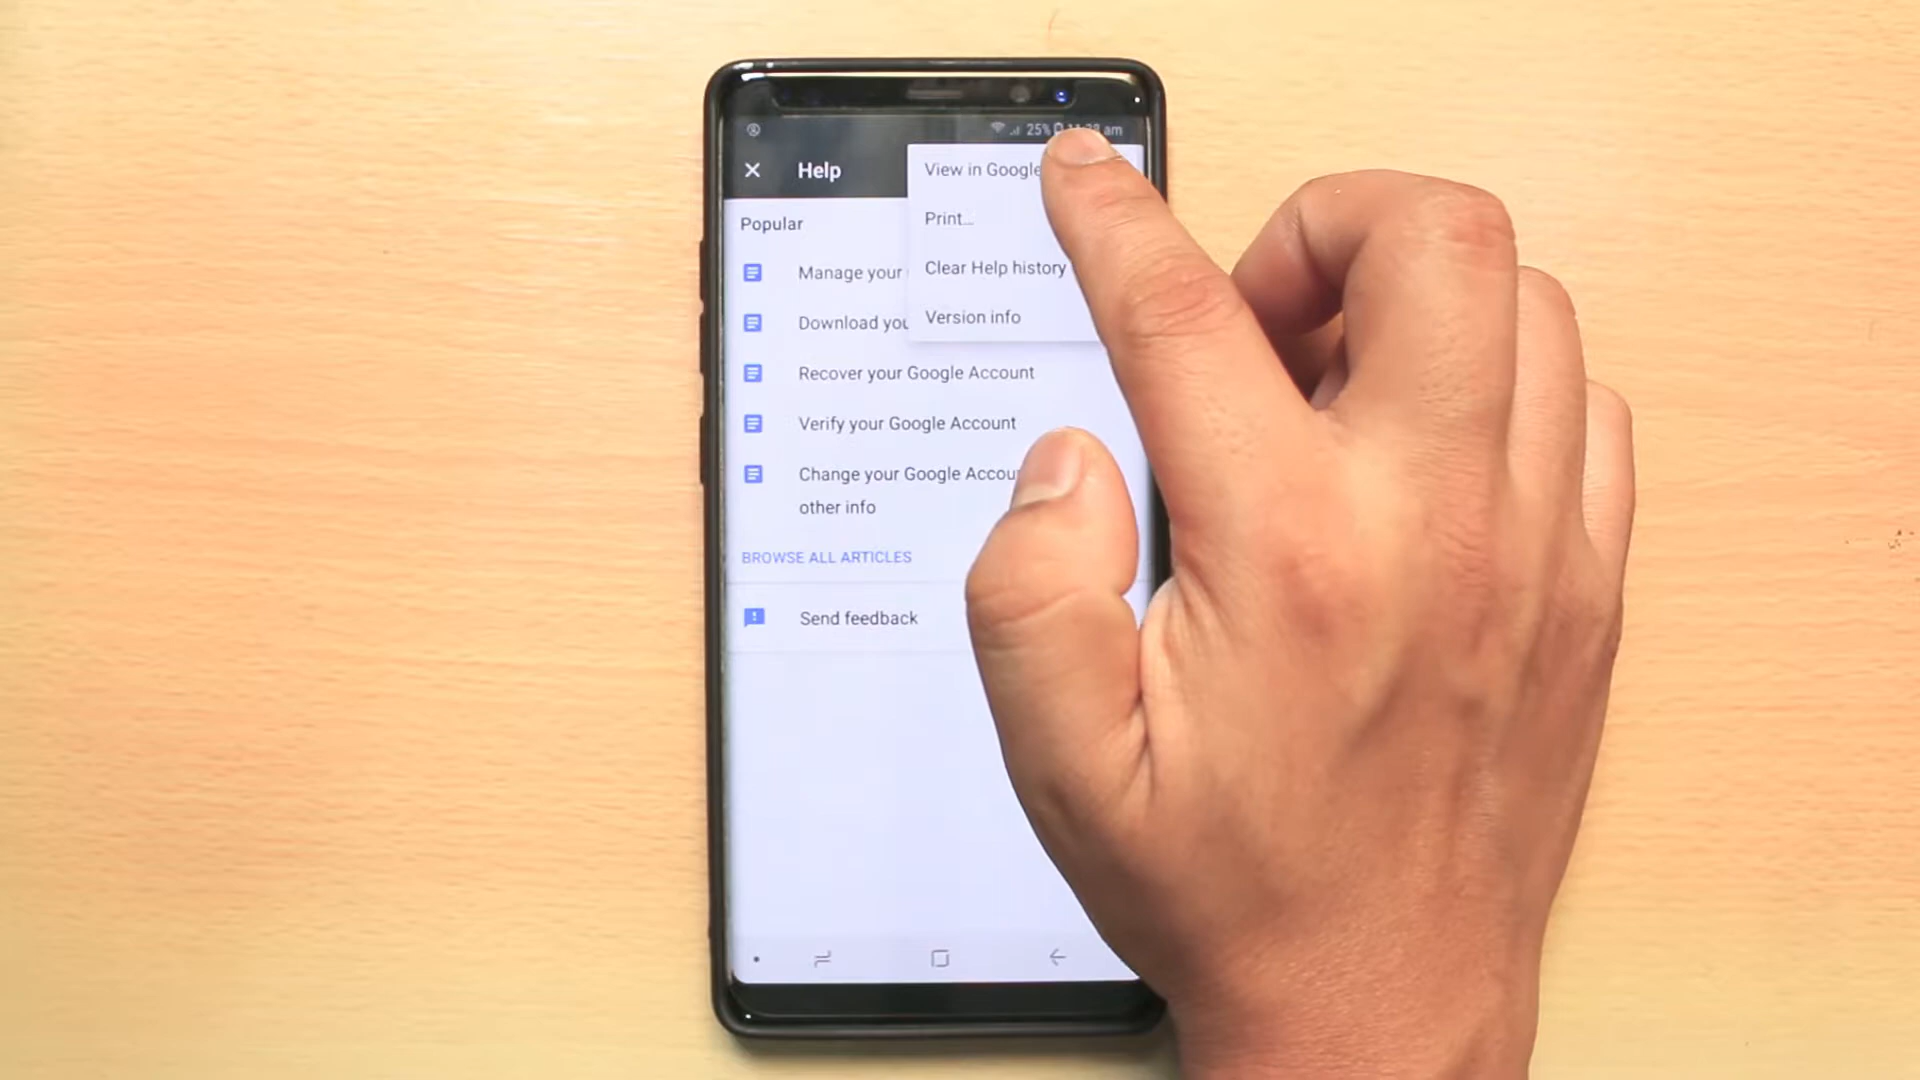 25% am
Help
View in Google
Print...
Clear Help history
Version info
Popular
Manage your
Download you
Recover your Google Account
Verify your Google Account
Change your Google Accou
other info
BROWSE ALL ARTICLES
Send feedback